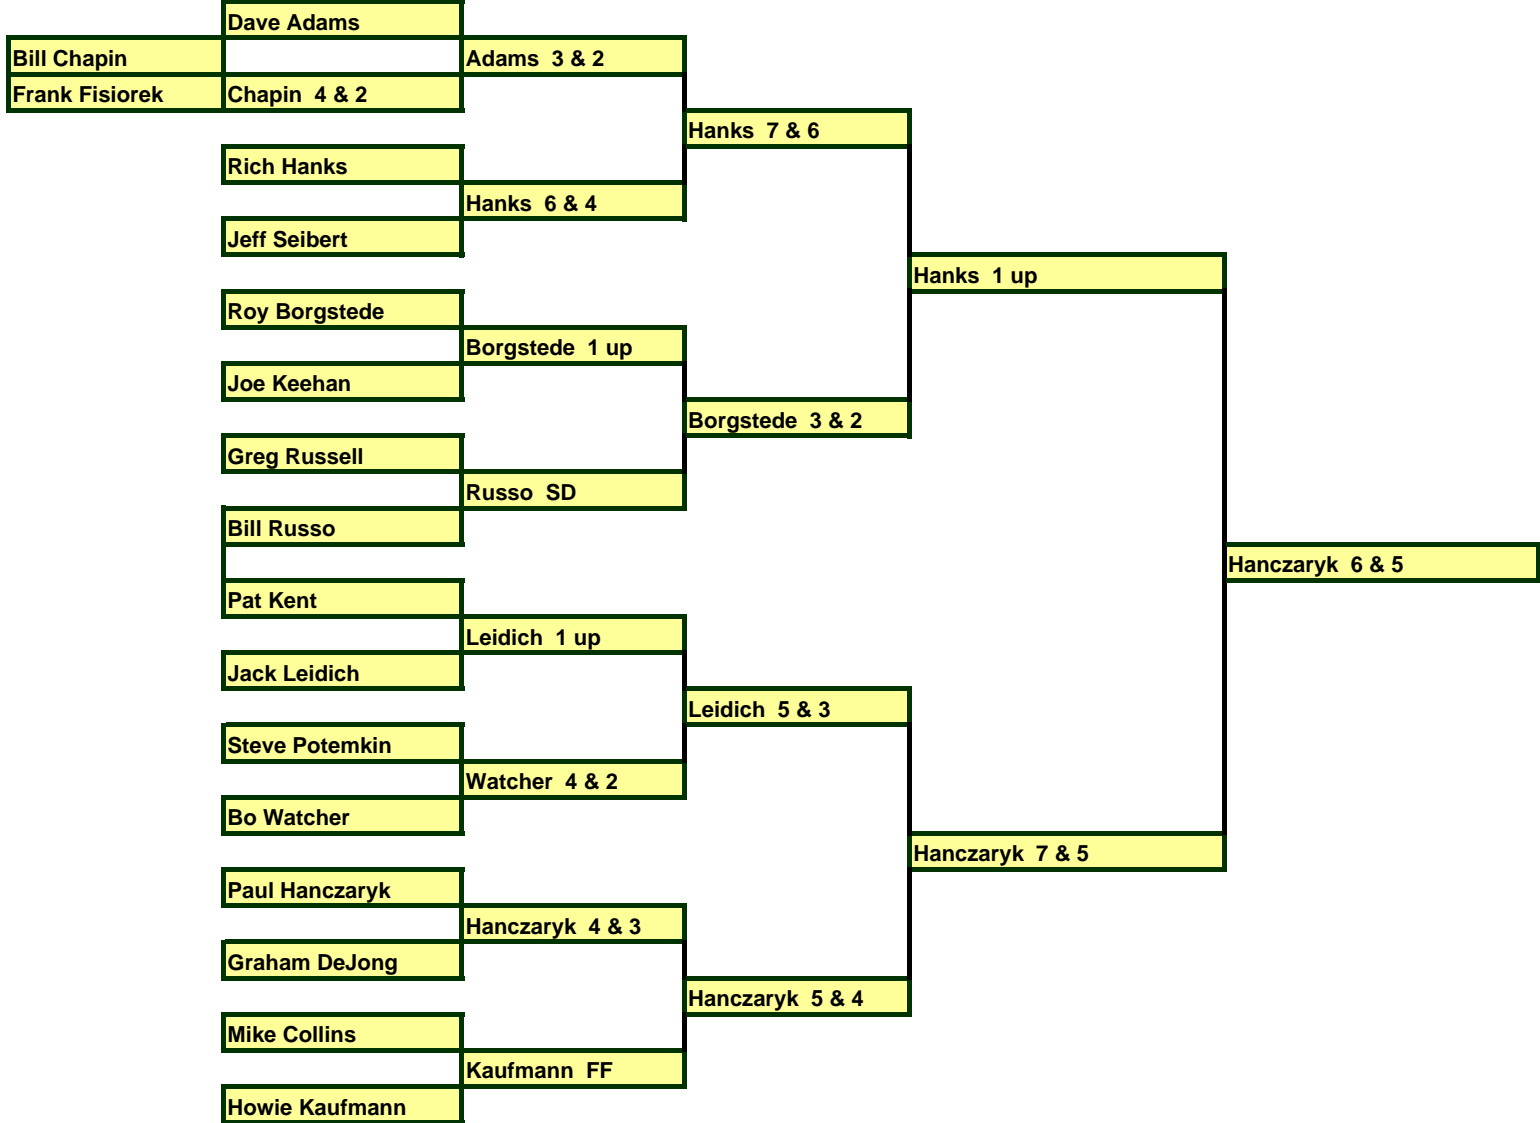 Dave Adams
Bill Chapin
Adams 3 & 2
Frank Fisiorek
Chapin 4 & 2
Hanks 7 & 6
Rich Hanks
Hanks 6 & 4
Jeff Seibert
Hanks 1 up
Roy Borgstede
Borgstede 1 up
Joe Keehan
Borgstede 3 & 2
Greg Russell
Russo SD
Bill Russo
Hanczaryk 6 & 5
Pat Kent
Leidich 1 up
Jack Leidich
Leidich 5 & 3
Steve Potemkin
Watcher 4 & 2
Bo Watcher
Hanczaryk 7 & 5
Paul Hanczaryk
Hanczaryk 4 & 3
Graham DeJong
Hanczaryk 5 & 4
Mike Collins
Kaufmann FF
Howie Kaufmann